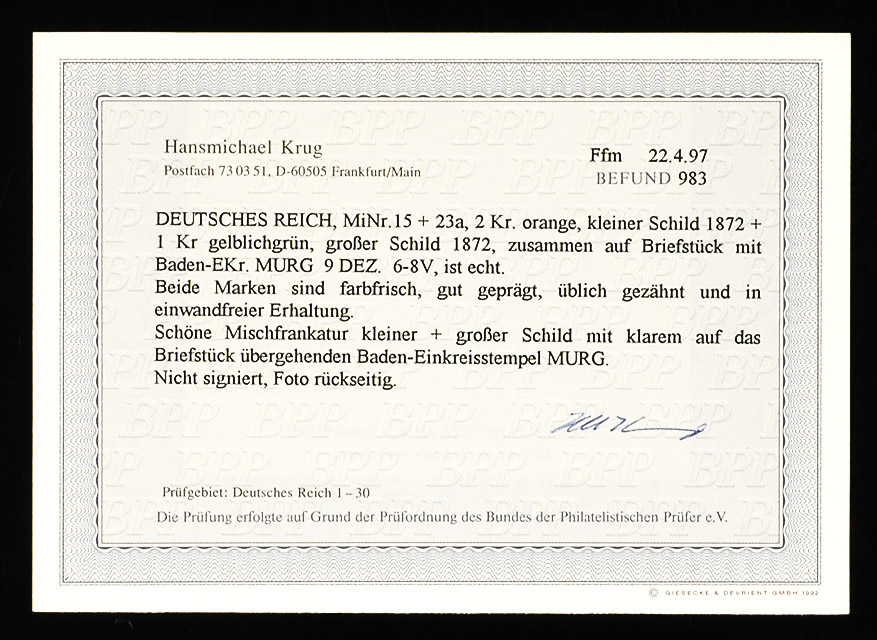 Hansmichael Krug
Postfach 73 03 51, D-60505 Frankfurt/Main
Ffm 22.4.97
BEFUND 983
DEUTSCHES REICH, MiNr.15 + 23a, 2 Kr. orange, kleiner Schild 1872 +
1 Kr gelblichgrün, großer Schild 1872, zusammen auf Briefstück mit
Baden-EKr. MURG 9 DEZ. 6-8V, ist echt.
Beide Marken sind farbfrisch, gut geprägt, üblich gezähnt und in
einwandfreier Erhaltung.
Schöne Mischfrankatur kleiner + großer Schild mit klarem auf das
Briefstück übergehenden Baden-Einkreisstempel MURG.
Nicht signiert, Foto rückseitig.
Prüfgebiet: Deutsches Reich 1 – 30
Die Prüfung erfolgte auf Grund der Prüfordnung des Bundes der Philatelistischen Prüfer e.V.
© GIESECKE & DEVRIENT GMBH 1992